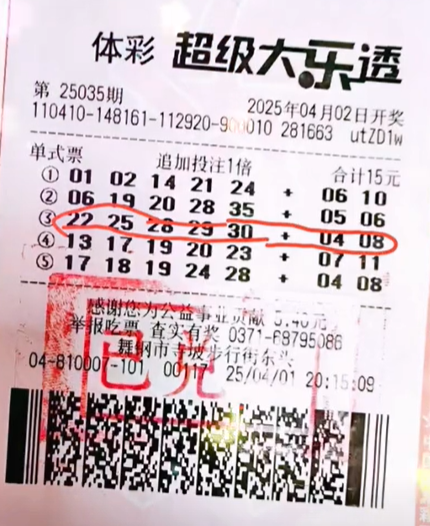 体彩 超级大乐透
第 25035期 2025年04月02日开奖
110410-148161-112920-900010 281663 utZD1w
单式票 追加投注1倍 合计15元
① 01 02 14 21 24 + 06 10
② 06 19 20 28 35 + 05 06
③ 22 25 28 29 30 + 04 08
④ 13 17 19 20 23 + 07 11
⑤ 17 18 19 24 28 + 04 08
感谢您为公益事业贡献 5.40元
举报吃票 查实有奖 0371-68795086
舞钢市寺坡步行街东头
04-810007-101 00117 25/04/01 20:15:09
已兑